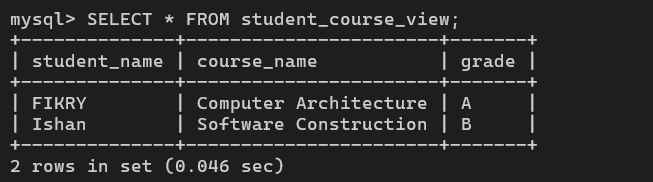 mysql> SELECT * FROM student_course_view;
+--------------+-----------------------+-------+
| student_name | course_name           | grade |
+--------------+-----------------------+-------+
| FIKRY        | Computer Architecture | A     |
| Ishan        | Software Construction | B     |
+--------------+-----------------------+-------+
2 rows in set (0.046 sec)